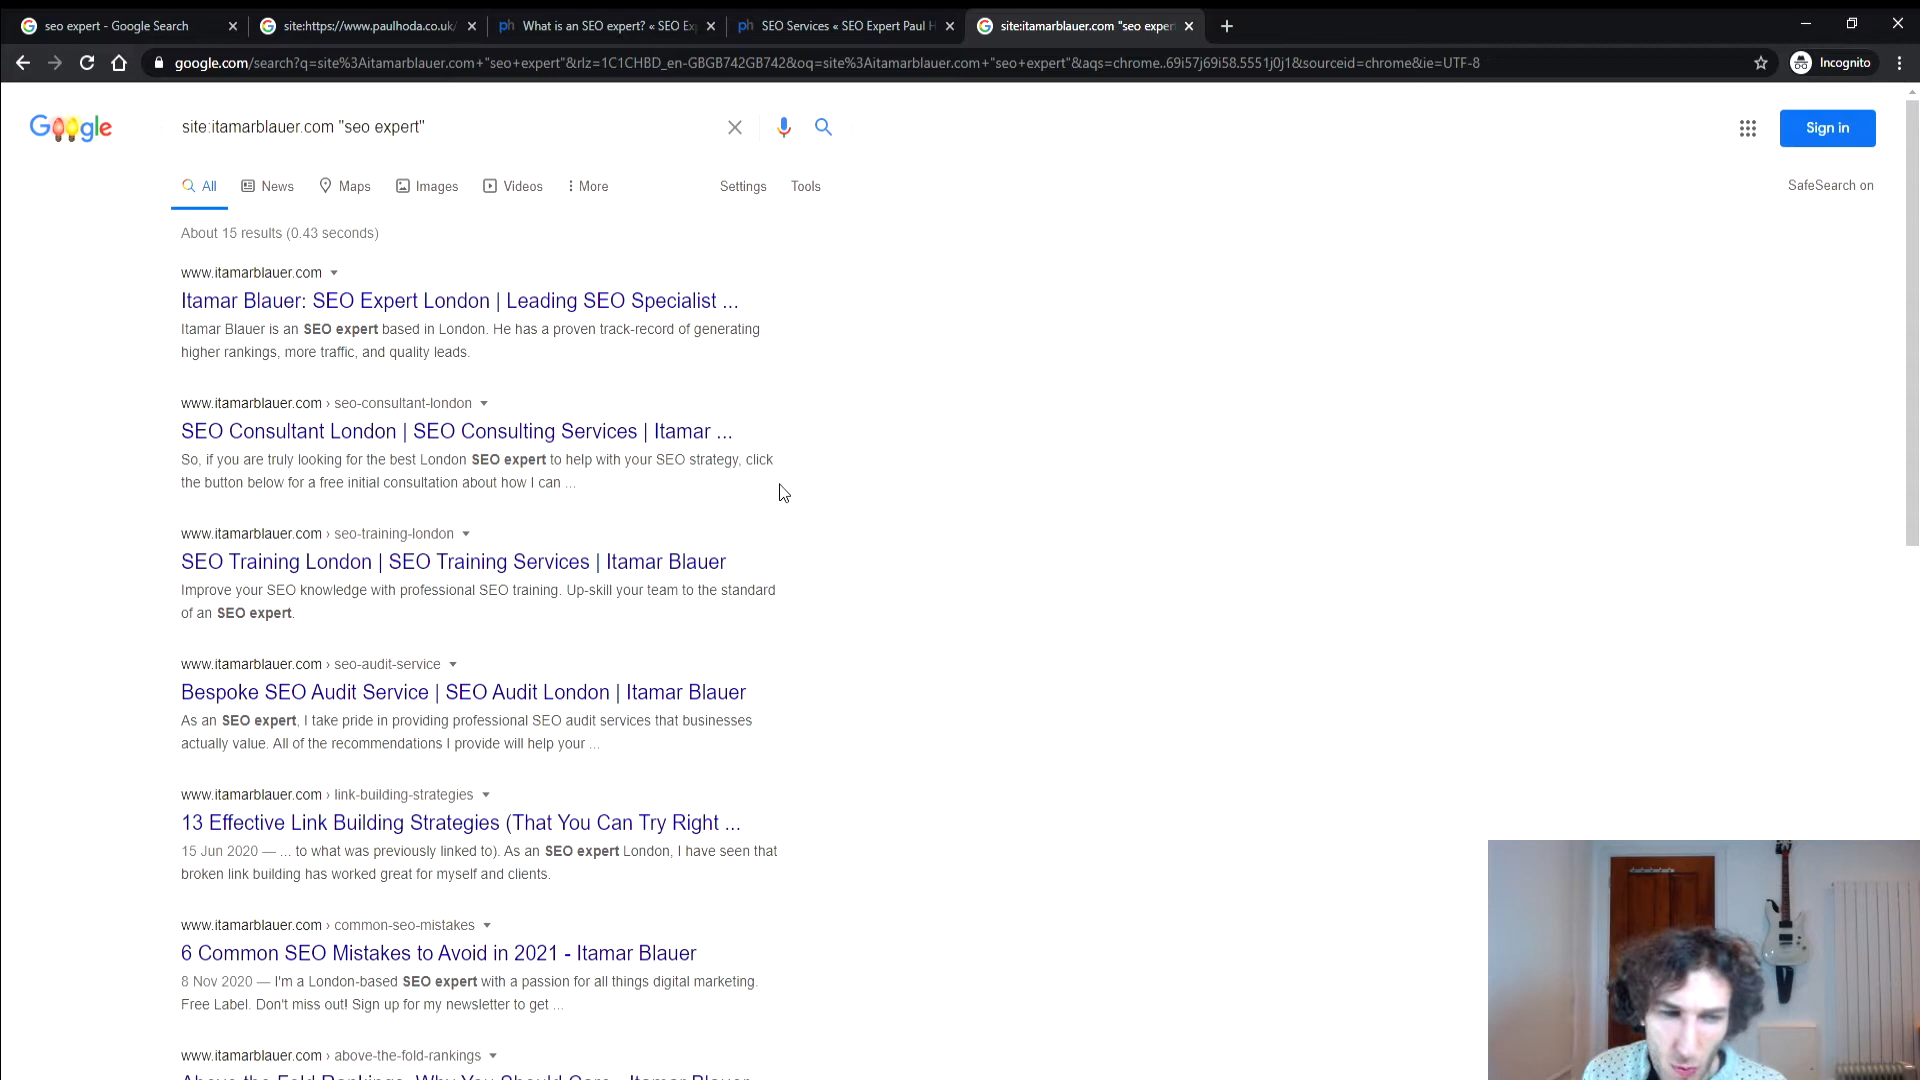 seo expert - Google Search
site:https://www.paulhoda.co.uk/
What is an SEO expert? « SEO Ex
SEO Services « SEO Expert Paul H
site:itamarblauer.com "seo exper
google.com/search?q=site%3Aitamarblauer.com+"seo+expert"&rlz=1C1CHBD_en-GBGB742GB742&oq=site%3Aitamarblauer.com+"seo+expert"&aqs=chrome..69i57j69i58.5551j0j1&sourceid=chrome&ie=UTF-8
Incognito
Google
site:itamarblauer.com "seo expert"
Sign in
All
News
Maps
Images
Videos
More
Settings
Tools
SafeSearch on
About 15 results (0.43 seconds)
www.itamarblauer.com
Itamar Blauer: SEO Expert London | Leading SEO Specialist ...
Itamar Blauer is an SEO expert based in London. He has a proven track-record of generating
higher rankings, more traffic, and quality leads.
www.itamarblauer.com › seo-consultant-london
SEO Consultant London | SEO Consulting Services | Itamar ...
So, if you are truly looking for the best London SEO expert to help with your SEO strategy, click
the button below for a free initial consultation about how I can ...
www.itamarblauer.com › seo-training-london
SEO Training London | SEO Training Services | Itamar Blauer
Improve your SEO knowledge with professional SEO training. Up-skill your team to the standard
of an SEO expert.
www.itamarblauer.com › seo-audit-service
Bespoke SEO Audit Service | SEO Audit London | Itamar Blauer
As an SEO expert, I take pride in providing professional SEO audit services that businesses
actually value. All of the recommendations I provide will help your ...
www.itamarblauer.com › link-building-strategies
13 Effective Link Building Strategies (That You Can Try Right ...
15 Jun 2020 — ... to what was previously linked to). As an SEO expert London, I have seen that
broken link building has worked great for myself and clients.
www.itamarblauer.com › common-seo-mistakes
6 Common SEO Mistakes to Avoid in 2021 - Itamar Blauer
8 Nov 2020 — I'm a London-based SEO expert with a passion for all things digital marketing.
Free Label. Don't miss out! Sign up for my newsletter to get ...
www.itamarblauer.com › above-the-fold-rankings
Above the Fold Rankings: Why You Should Care - Itamar Blauer